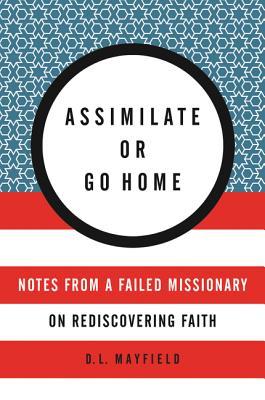 ASSIMILATE
OR
GO HOME
NOTES FROM A FAILED MISSIONARY
ON REDISCOVERING FAITH
D.L. MAYFIELD